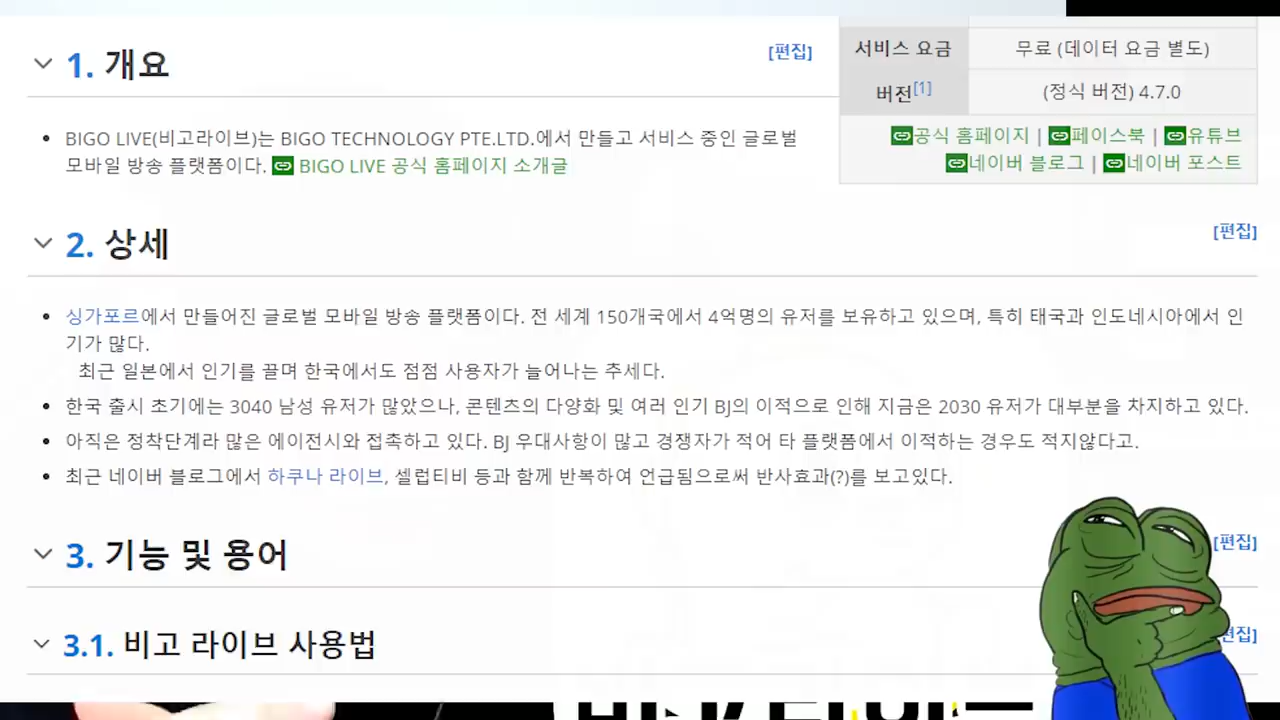 1. 개요
[편집]
서비스 요금
무료 (데이터 요금 별도)
버전[1]
(정식 버전) 4.7.0
공식 홈페이지 | 페이스북 | 유튜브
네이버 블로그 | 네이버 포스트
BIGO LIVE(비고라이브)는 BIGO TECHNOLOGY PTE.LTD.에서 만들고 서비스 중인 글로벌
모바일 방송 플랫폼이다. BIGO LIVE 공식 홈페이지 소개글
2. 상세
[편집]
싱가포르에서 만들어진 글로벌 모바일 방송 플랫폼이다. 전 세계 150개국에서 4억명의 유저를 보유하고 있으며, 특히 태국과 인도네시아에서 인
기가 많다.
최근 일본에서 인기를 끌며 한국에서도 점점 사용자가 늘어나는 추세다.
한국 출시 초기에는 3040 남성 유저가 많았으나, 콘텐츠의 다양화 및 여러 인기 BJ의 이적으로 인해 지금은 2030 유저가 대부분을 차지하고 있다.
아직은 정착단계라 많은 에이전시와 접촉하고 있다. BJ 우대사항이 많고 경쟁자가 적어 타 플랫폼에서 이적하는 경우도 적지않다고.
최근 네이버 블로그에서 하쿠나 라이브, 셀럽티비 등과 함께 반복하여 언급됨으로써 반사효과(?)를 보고있다.
3. 기능 및 용어
[편집]
3.1. 비고 라이브 사용법
편집]